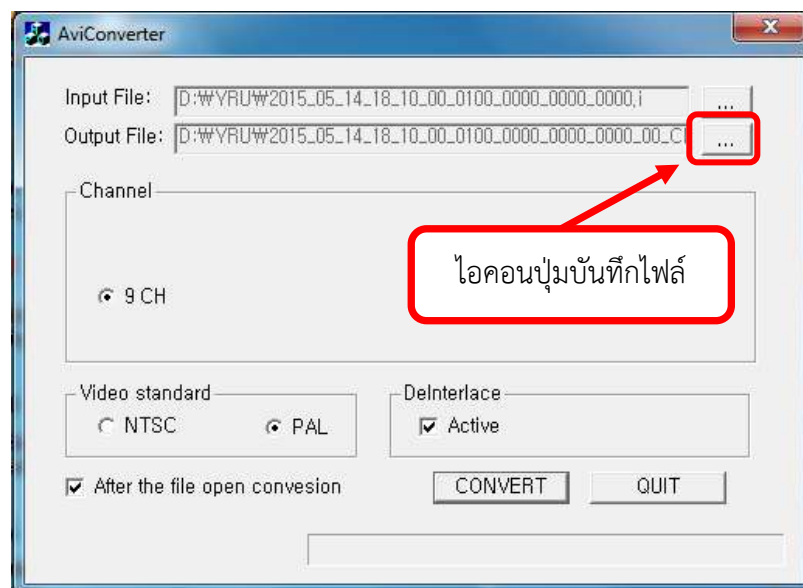 AviConverter
Input File: D:₩YRU₩2015_05_14_18_10_00_0100_0000_0000_0000.i ...
Output File: D:₩YRU₩2015_05_14_18_10_00_0100_0000_0000_0000_00_C ...
Channel
ไอคอนปุ่มบันทึกไฟล์
9 CH
Video standard DeInterlace
NTSC PAL Active
After the file open convesion CONVERT QUIT